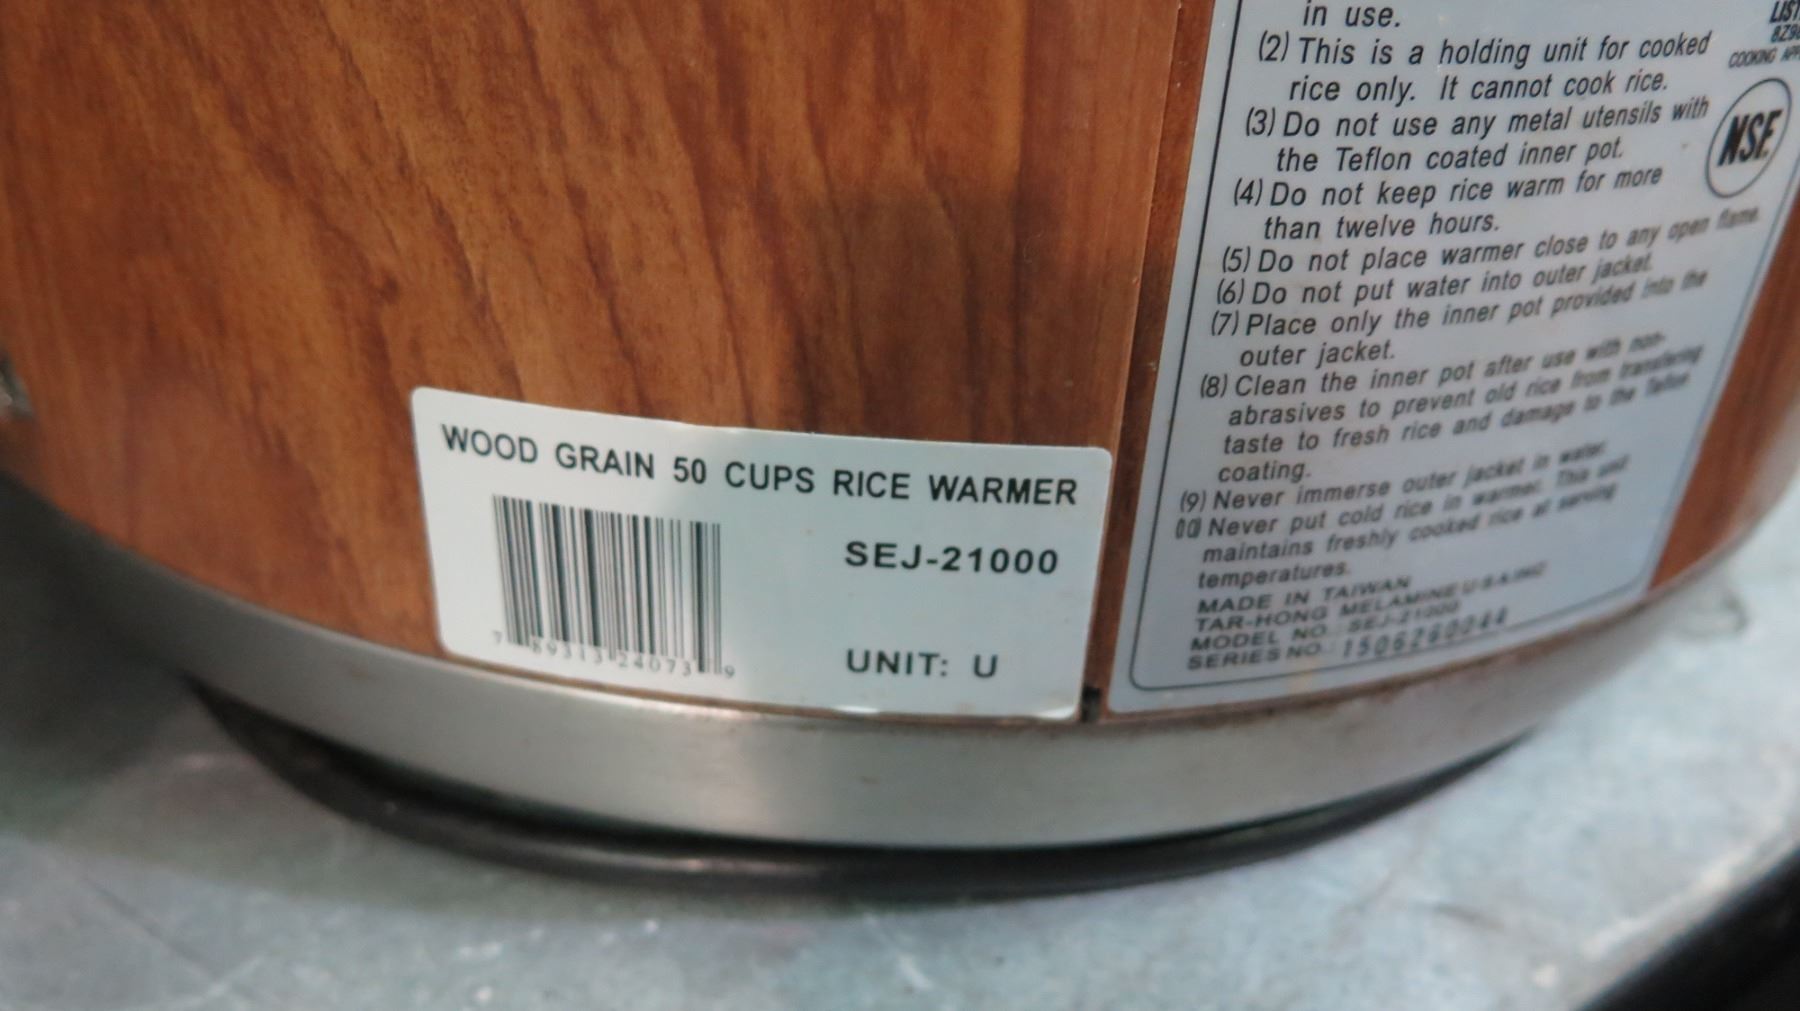 WOOD GRAIN 50 CUPS RICE WARMER
SEJ-21000
7 89313 24073 9
UNIT: U
in use.
(2) This is a holding unit for cooked
rice only. It cannot cook rice.
(3) Do not use any metal utensils with
the Teflon coated inner pot.
(4) Do not keep rice warm for more
than twelve hours.
(5) Do not place warmer close to any open flame.
(6) Do not put water into outer jacket.
(7) Place only the inner pot provided into the
outer jacket.
(8) Clean the inner pot after use with non-
abrasives to prevent old rice from transfering
taste to fresh rice and damage to the Teflon
coating.
(9) Never immerse outer jacket in water.
(10) Never put cold rice in warmer. This unit
maintains freshly cooked rice at serving
temperatures.
MADE IN TAIWAN
TAR-HONG MELAMINE U.S.A. INC
MODEL NO. SEJ-21000
SERIES NO. 1506260044
COOKING
NSF